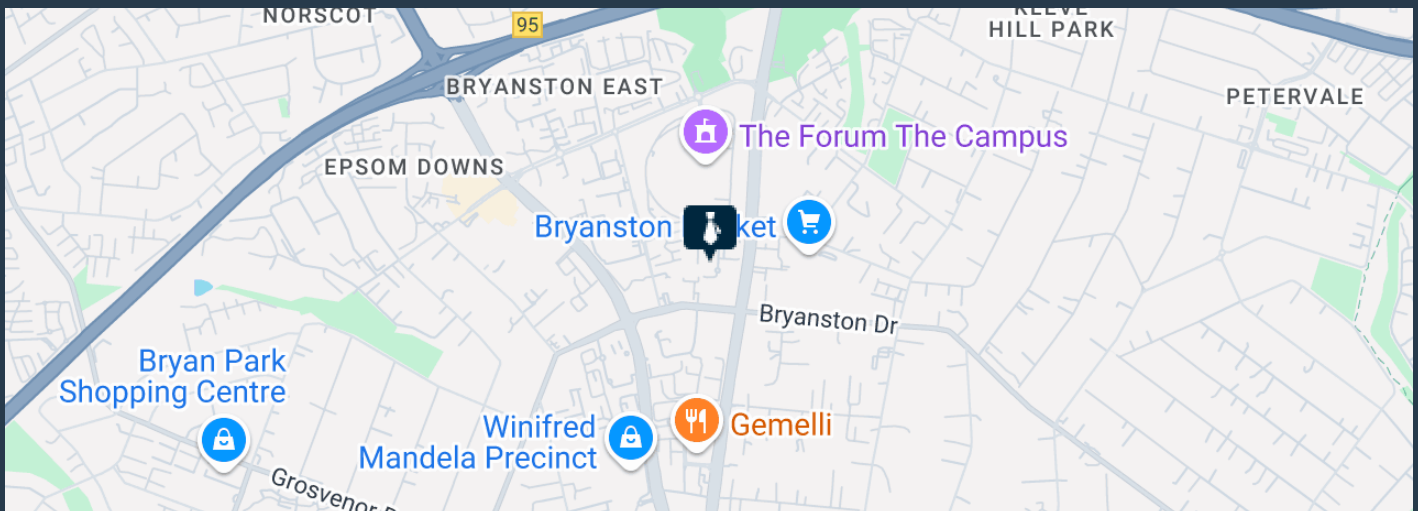 NORSCOT
95
HILL PARK
BRYANSTON EAST
PETERVALE
The Forum The Campus
EPSOM DOWNS
Bryanston
Bryanston Dr
Bryan Park
Shopping Centre
Winifred
Mandela Precinct
Gemelli
Grosvenor